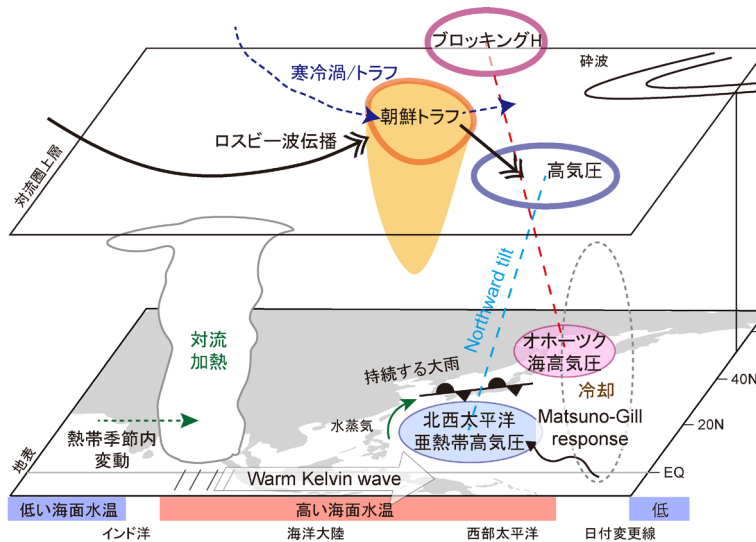 ブロッキングH
砕波
寒冷渦/トラフ
朝鮮トラフ
ロスビー波伝播
高気圧
対流圏上層
Northward tilt
対流
加熱
オホーツク
海高気圧
持続する大雨
冷却
40N
水蒸気
北西太平洋
亜熱帯高気圧
Matsuno-Gill
response
20N
熱帯季節内
変動
地表
EQ
Warm Kelvin wave
低い海面水温
高い海面水温
低
インド洋
海洋大陸
西部太平洋
日付変更線